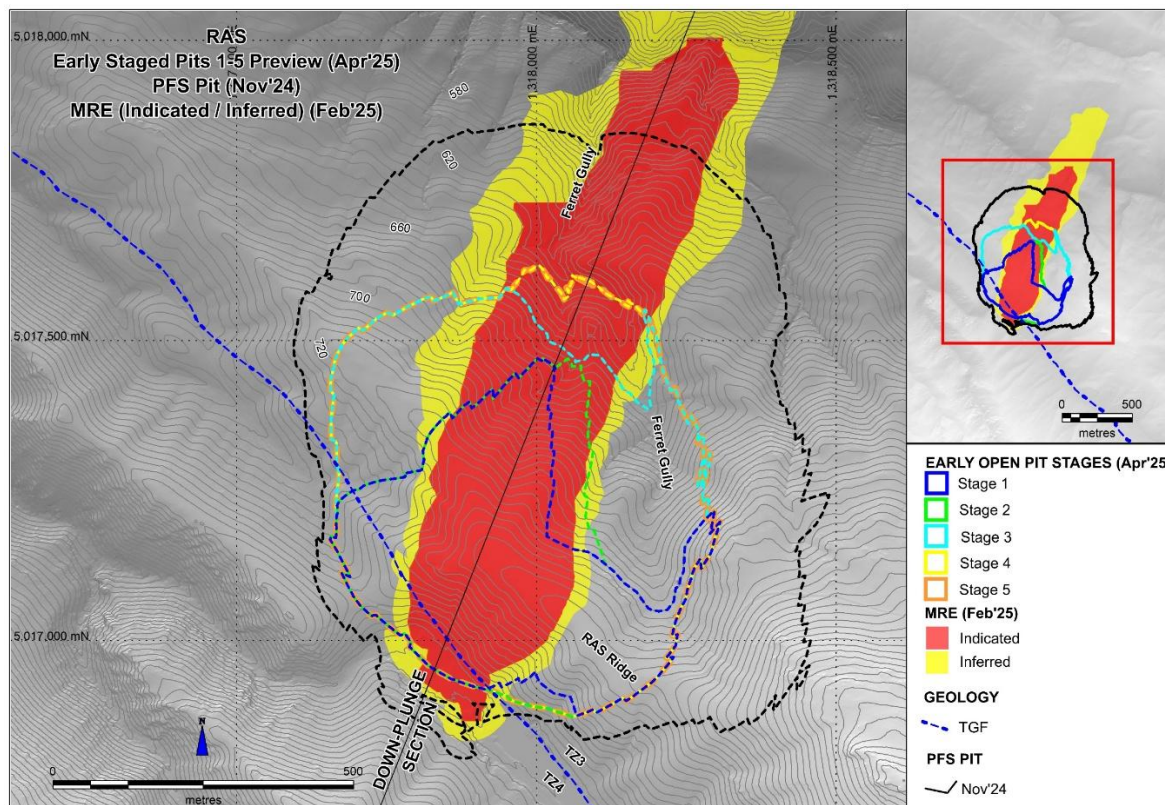 RAS
Early Staged Pits 1-5 Preview (Apr'25)
PFS Pit (Nov'24)
MRE (Indicated / Inferred) (Feb'25)
5,018,000 mN
1,318,000 mE
1,318,500 mE
580
620
660
700
720
Ferret Gully
5,017,500 mN
Ferret Gully
5,017,000 mN
RAS Ridge
DOWN-PLUNGE
SECTION
TZ3
TZ4
N
0
500
metres
0
500
metres
EARLY OPEN PIT STAGES (Apr'25
Stage 1
Stage 2
Stage 3
Stage 4
Stage 5
MRE (Feb'25)
Indicated
Inferred
GEOLOGY
TGF
PFS PIT
Nov'24